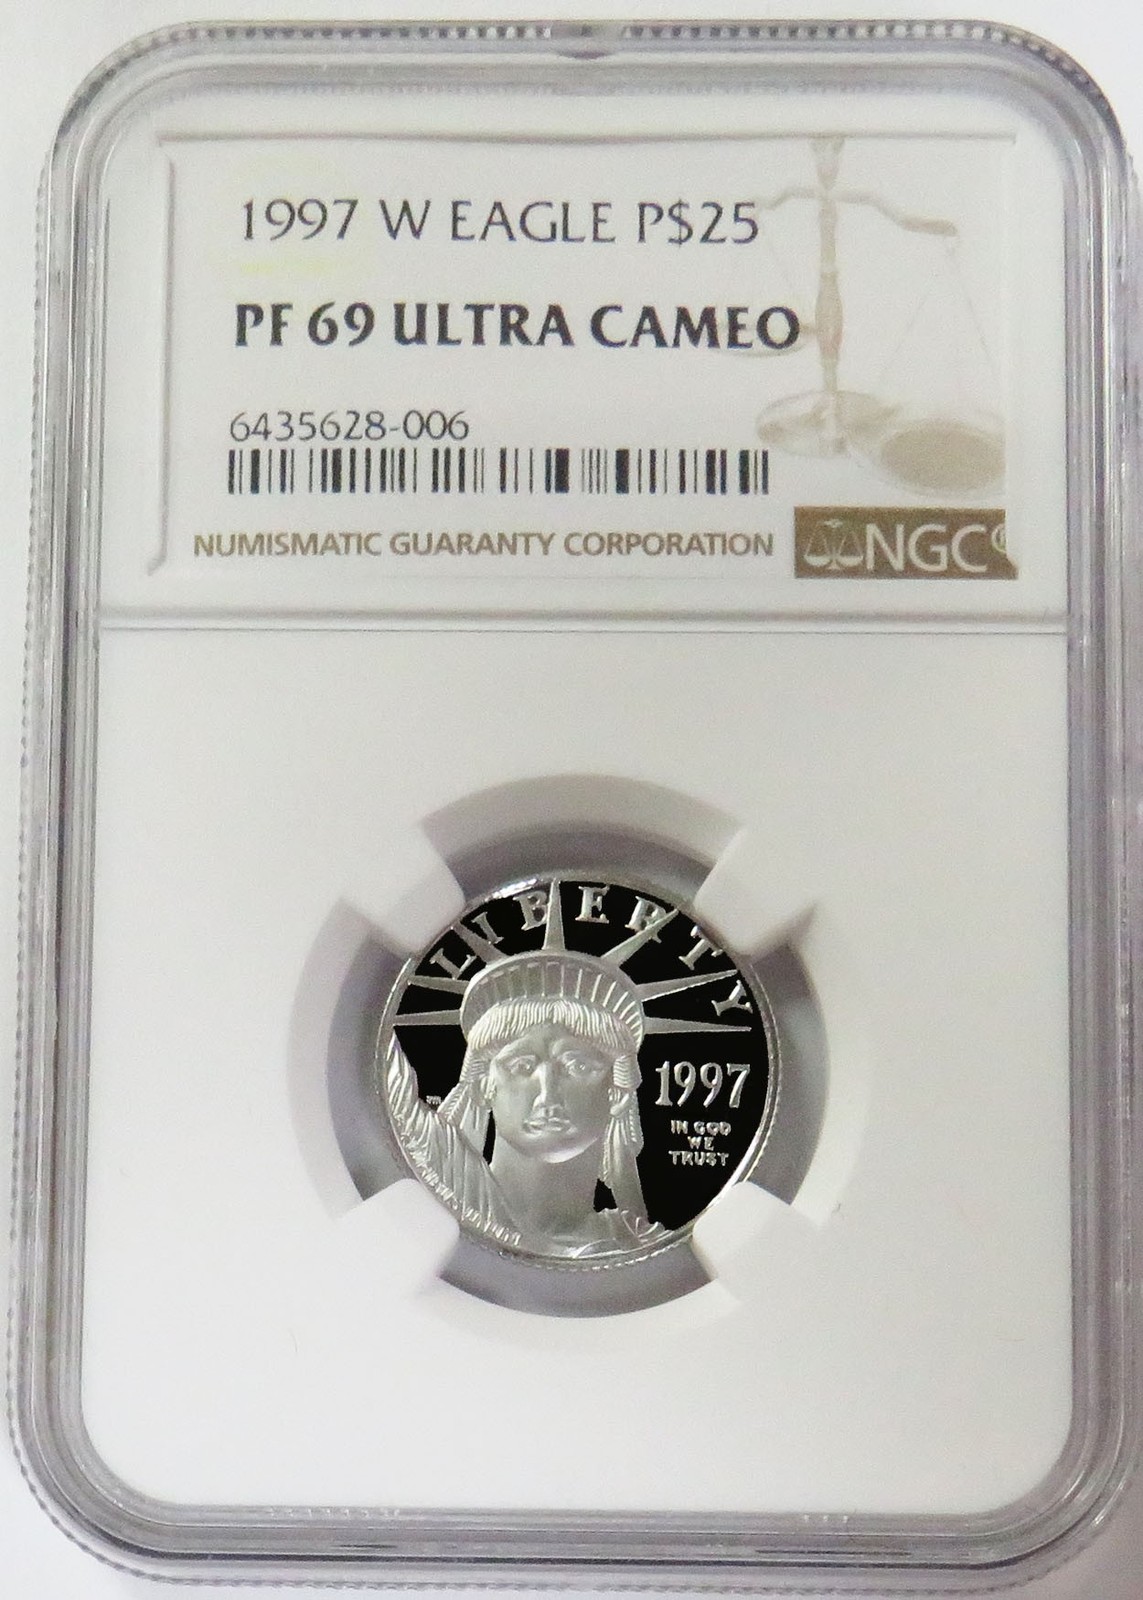 1997 W EAGLE P$25
PF 69 ULTRA CAMEO
6435628-006
NUMISMATIC GUARANTY CORPORATION
NGC
LIBERTY
1997
IN GOD
WE
TRUST